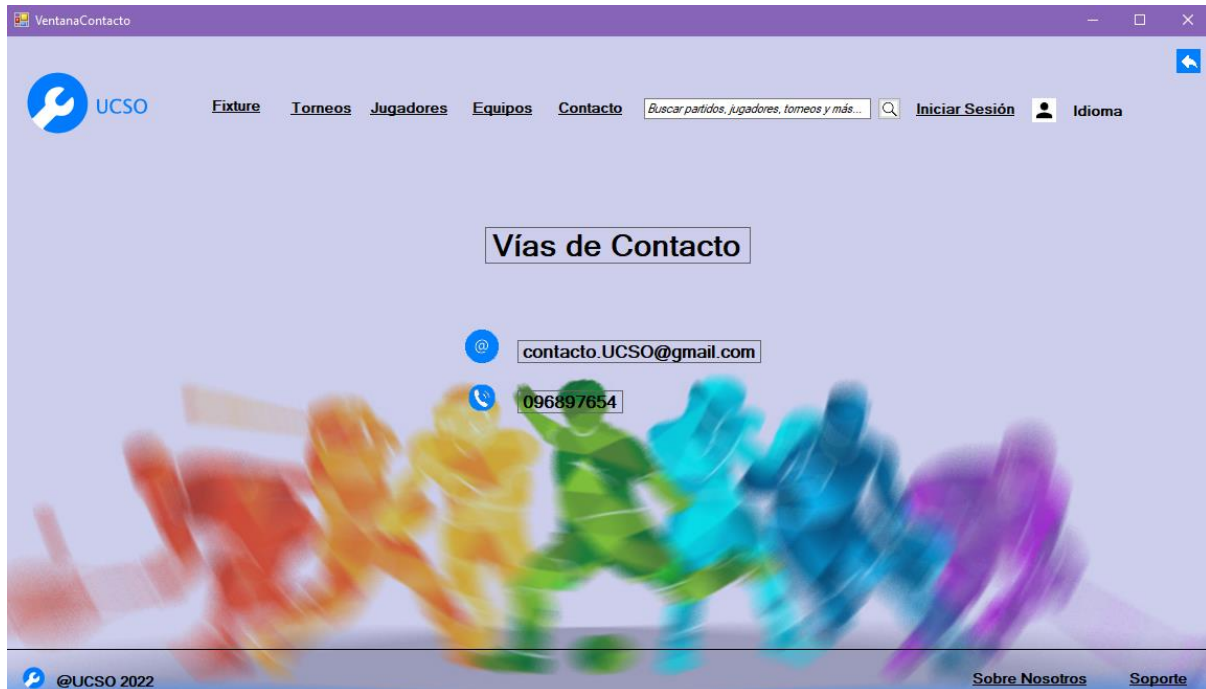 VentanaContacto
UCSO
Fixture Torneos Jugadores Equipos Contacto Buscar partidos, jugadores, torneos y más... Iniciar Sesión Idioma
Vías de Contacto
@
contacto.UCSO@gmail.com
096897654
@UCSO 2022 Sobre Nosotros Soporte